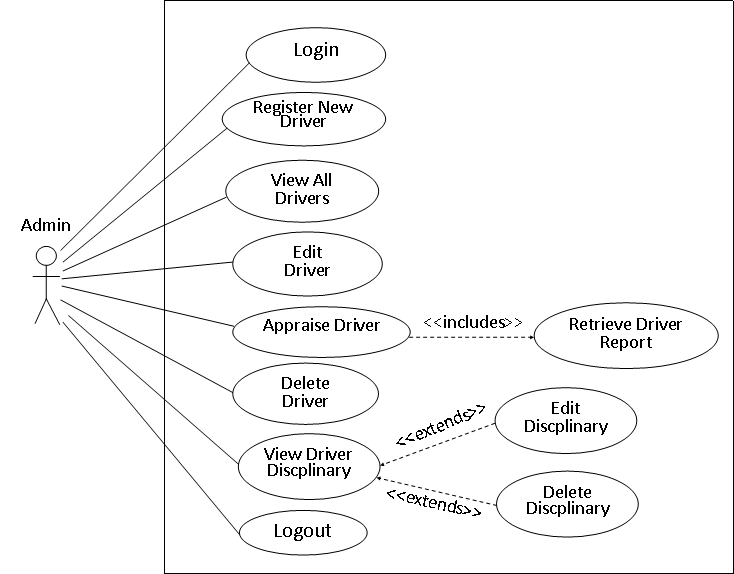 Login
Register New
Driver
View All
Drivers
Admin
Edit
Driver
Appraise Driver
<<includes>>
Retrieve Driver
Report
Delete
Driver
<<extends>>
Edit
Discplinary
View Driver
Discplinary
<<extends>>
Delete
Discplinary
Logout